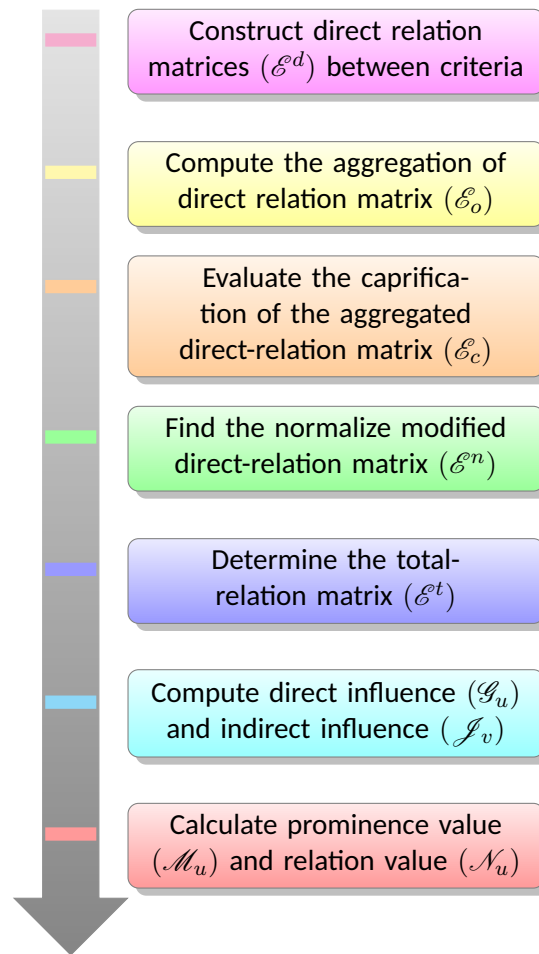 Construct direct relation
matrices (ℰ^d) between criteria
Compute the aggregation of
direct relation matrix (ℰ_o)
Evaluate the caprifica-
tion of the aggregated
direct-relation matrix (ℰ_c)
Find the normalize modified
direct-relation matrix (ℰ^n)
Determine the total-
relation matrix (ℰ^t)
Compute direct influence (𝒢_u)
and indirect influence (𝒥_v)
Calculate prominence value
(ℳ_u) and relation value (𝒩_u)